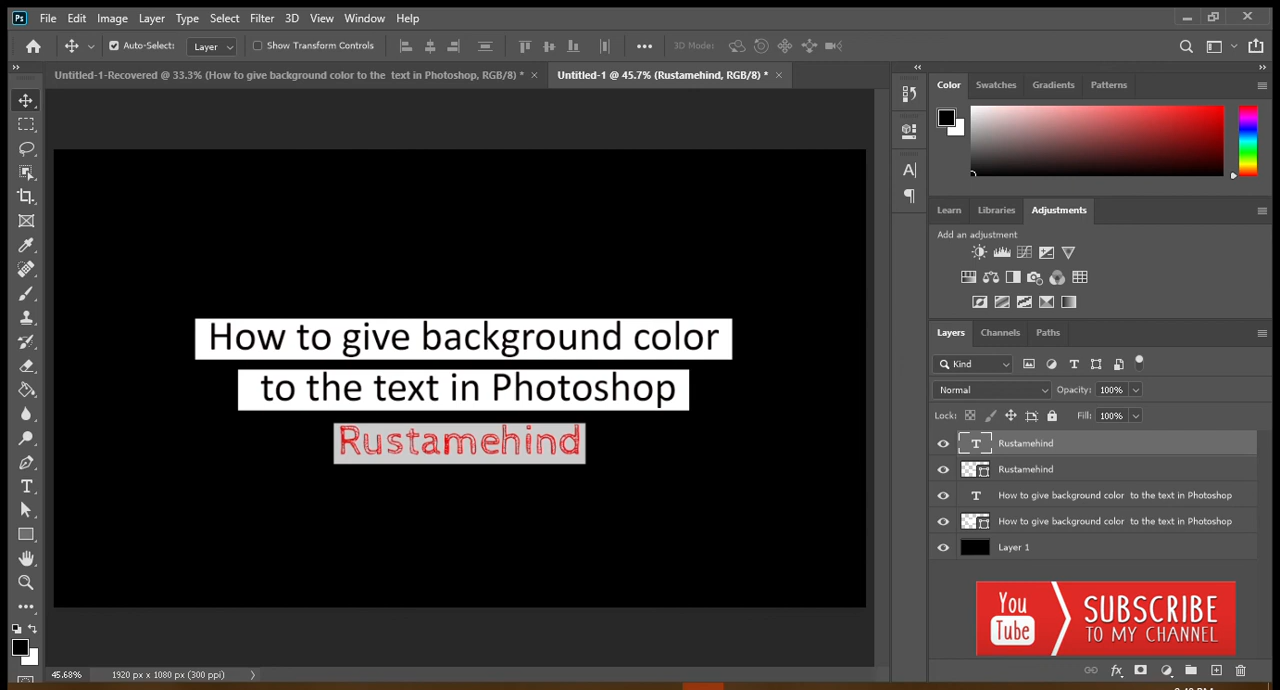 Ps File Edit Image Layer Type Select Filter 3D View Window Help
Auto-Select: Layer Show Transform Controls 3D Mode:
Untitled-1-Recovered @ 33.3% (How to give background color to the text in Photoshop, RGB/8) * × Untitled-1 @ 45.7% (Rustamehind, RGB/8) * ×
Color Swatches Gradients Patterns
Learn Libraries Adjustments
Add an adjustment
How to give background color
to the text in Photoshop
Rustamehind
Layers Channels Paths
Kind
Normal Opacity: 100%
Lock: Fill: 100%
Rustamehind
Rustamehind
How to give background color to the text in Photoshop
How to give background color to the text in Photoshop
Layer 1
You
Tube
SUBSCRIBE
TO MY CHANNEL
45.68% 1920 px x 1080 px (300 ppi)